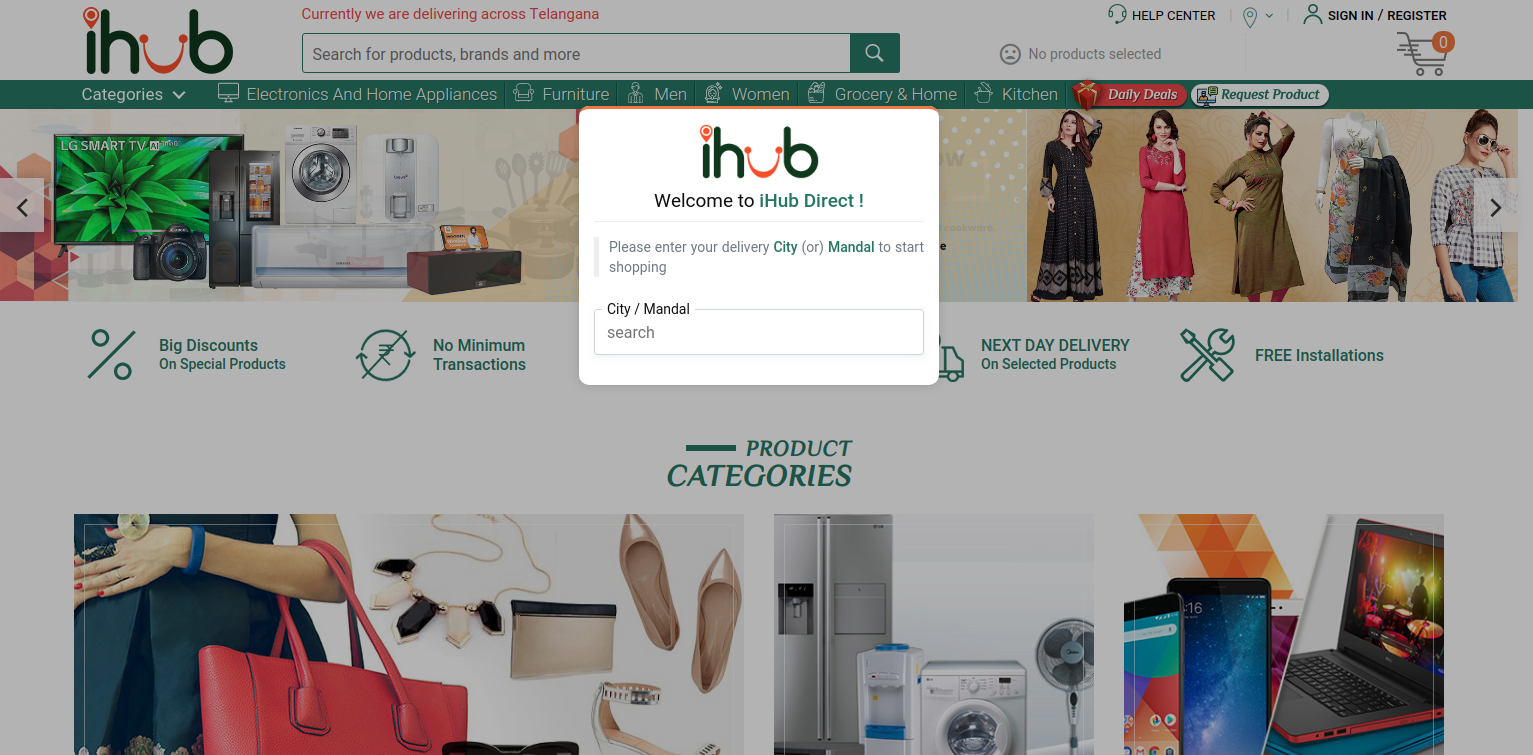 Currently we are delivering across Telangana
HELP CENTER
SIGN IN / REGISTER
ihub
Search for products, brands and more
No products selected
0
Categories
Electronics And Home Appliances
Furniture
Men
Women
Grocery & Home
Kitchen
Daily Deals
Request Product
LG SMART TV AI
ihub
Welcome to iHub Direct !
Please enter your delivery City (or) Mandal to start
shopping
City / Mandal
search
cookware.
Big Discounts
On Special Products
No Minimum
Transactions
NEXT DAY DELIVERY
On Selected Products
FREE Installations
PRODUCT
CATEGORIES
:16